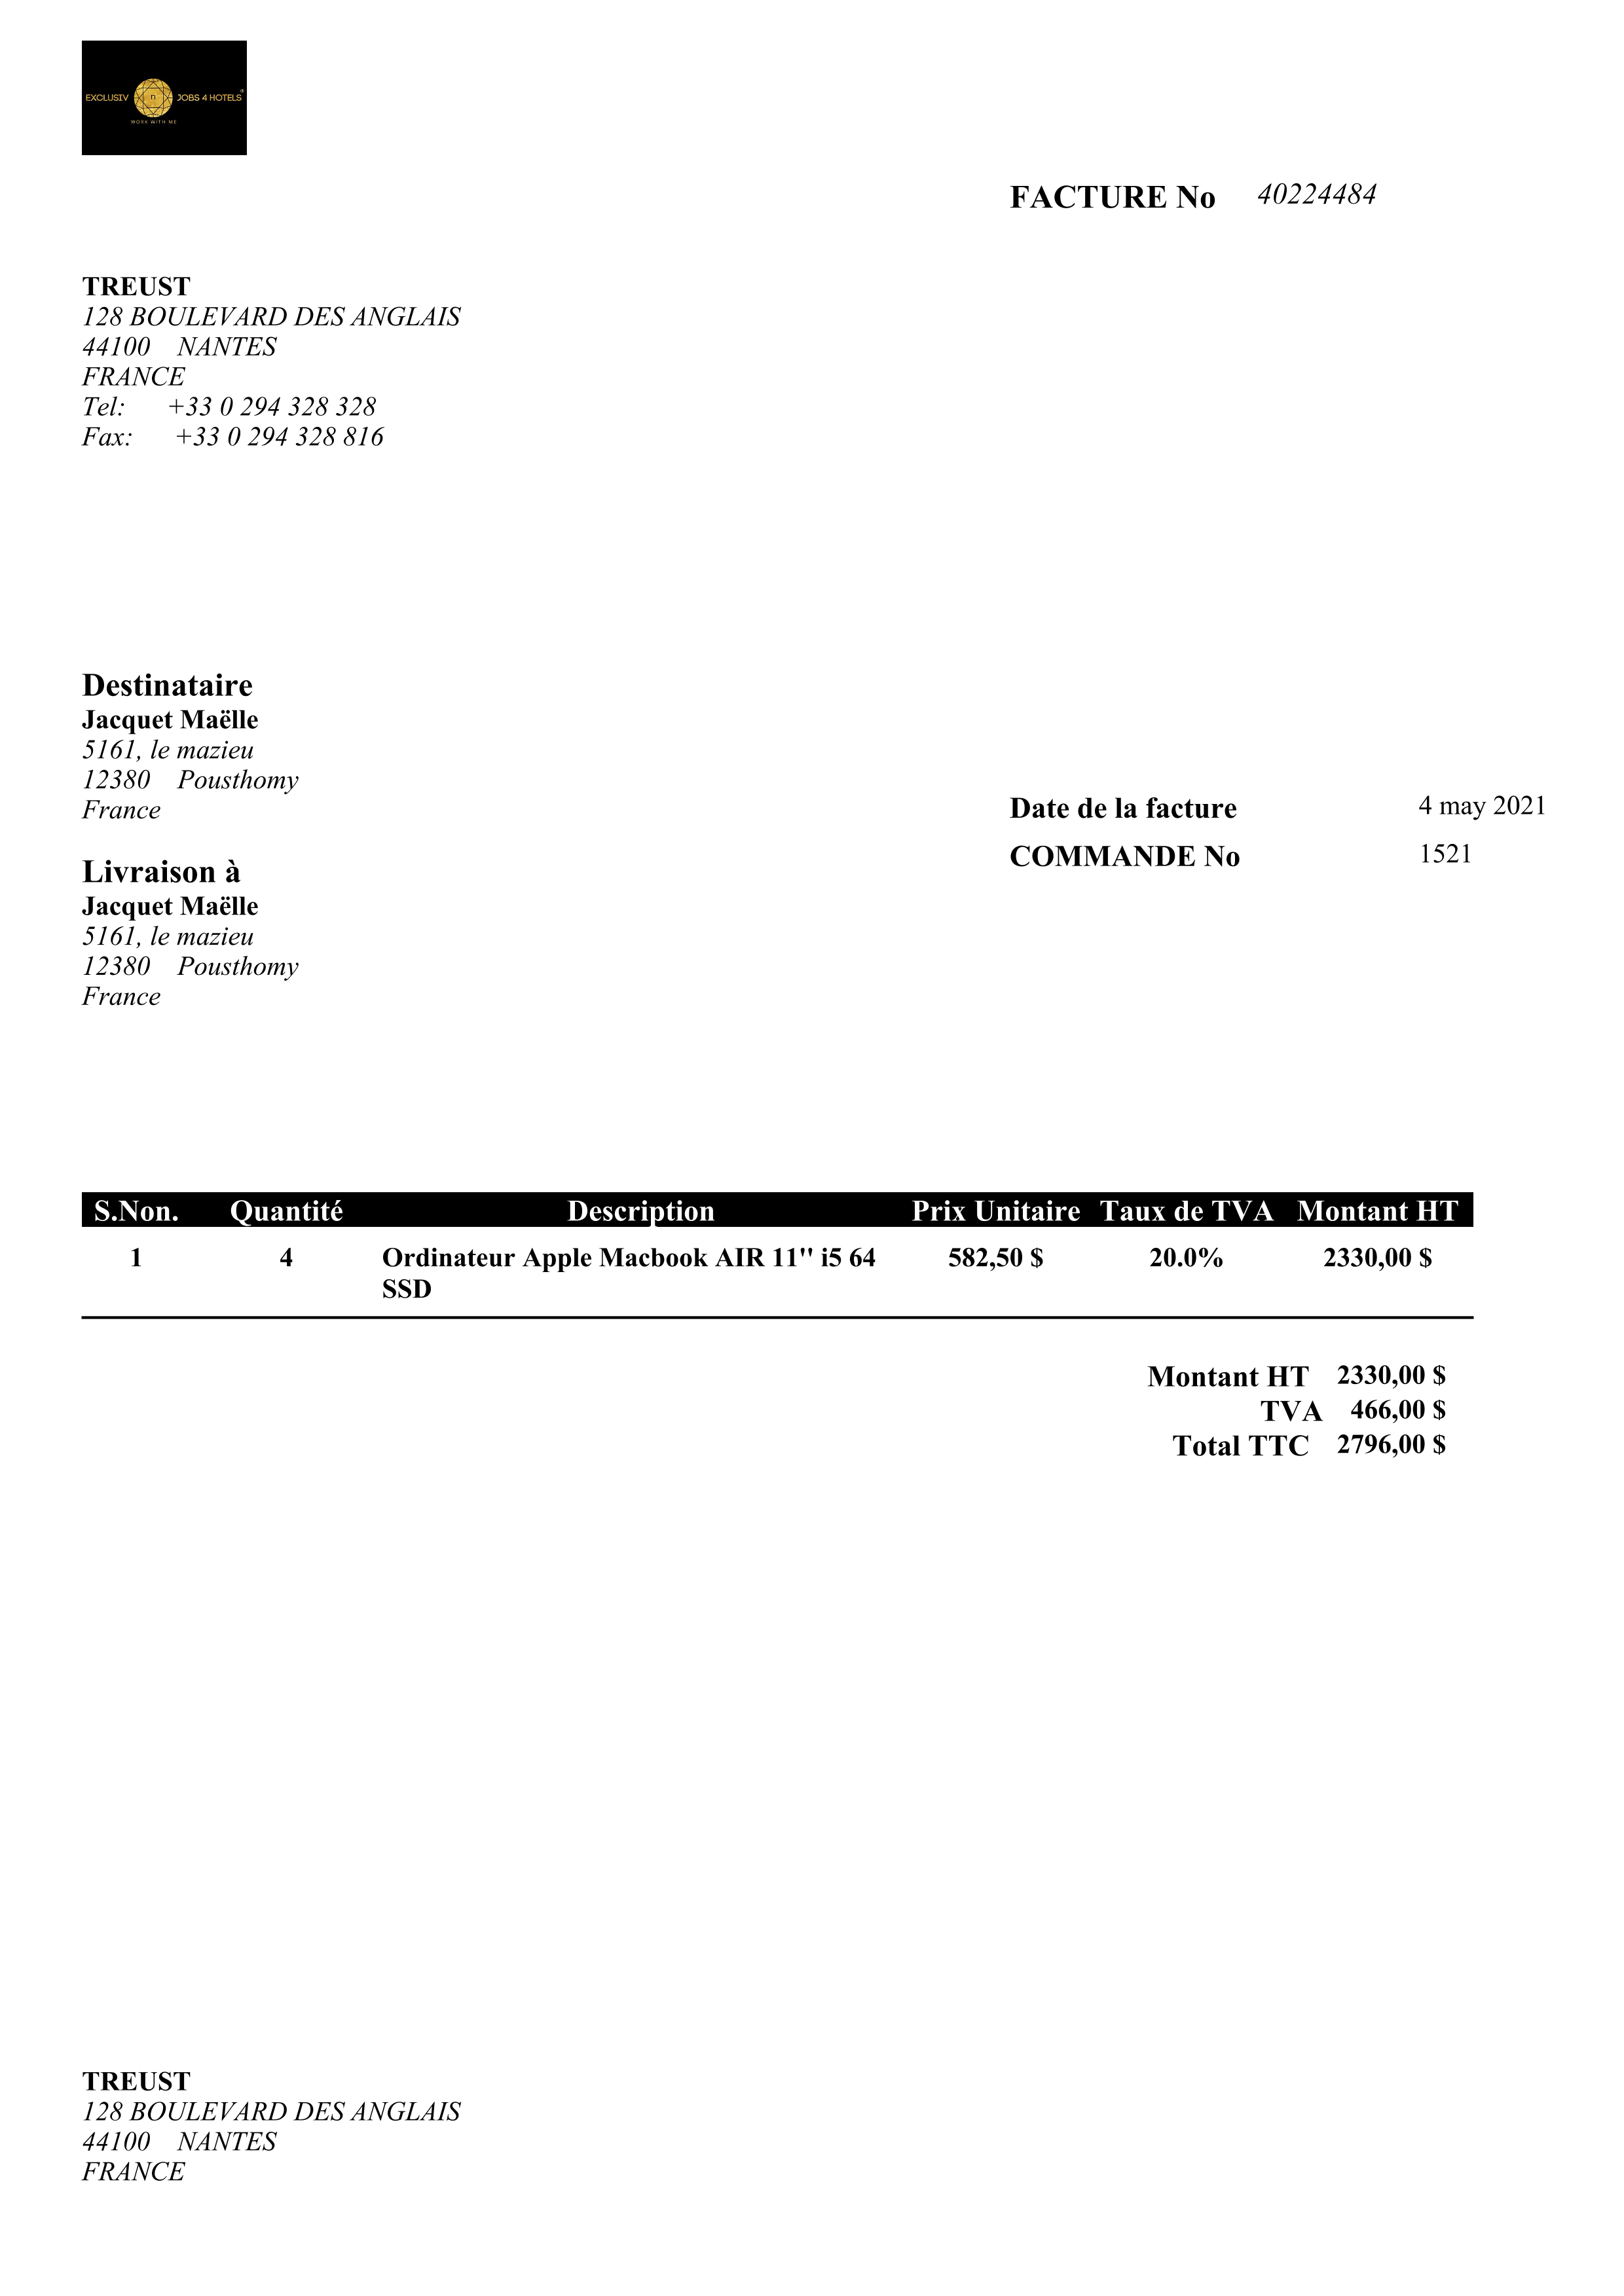 EXCLUSIV n JOBS 4 HOTELS®
WORK WITH ME
FACTURE No 40224484
TREUST
128 BOULEVARD DES ANGLAIS
44100 NANTES
FRANCE
Tel: +33 0 294 328 328
Fax: +33 0 294 328 816
Destinataire
Jacquet Maëlle
5161, le mazieu
12380 Pousthomy
France
Date de la facture 4 may 2021
COMMANDE No 1521
Livraison à
Jacquet Maëlle
5161, le mazieu
12380 Pousthomy
France
S.Non. Quantité Description Prix Unitaire Taux de TVA Montant HT
1 4 Ordinateur Apple Macbook AIR 11'' i5 64 582,50 $ 20.0% 2330,00 $
SSD
Montant HT 2330,00 $
TVA 466,00 $
Total TTC 2796,00 $
TREUST
128 BOULEVARD DES ANGLAIS
44100 NANTES
FRANCE